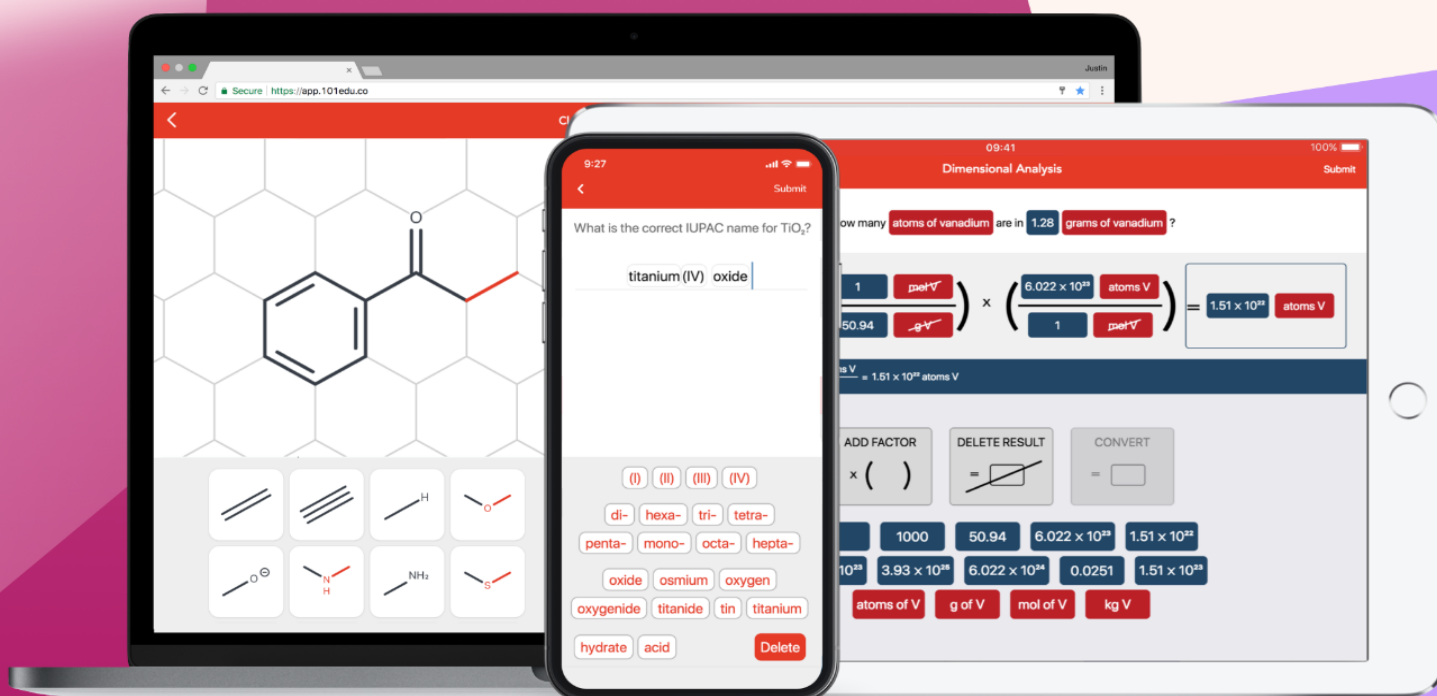 Justin
Secure https://app.101edu.co
Cl
O
H
O
O⊖
N
H
NH₂
S
9:27
Submit
What is the correct IUPAC name for TiO₂?
titanium (IV) oxide
(I) (II) (III) (IV)
di- hexa- tri- tetra-
penta- mono- octa- hepta-
oxide osmium oxygen
oxygenide titanide tin titanium
hydrate acid
Delete
09:41
100%
Dimensional Analysis
Submit
ow many atoms of vanadium are in 1.28 grams of vanadium ?
1 mol V
50.94 g V
×
6.022 × 10²³ atoms V
1 mol V
= 1.51 × 10²² atoms V
ns V
= 1.51 × 10²² atoms V
ADD FACTOR
× ( )
DELETE RESULT
=
CONVERT
=
1000 50.94 6.022 × 10²³ 1.51 × 10²²
10²³ 3.93 × 10²⁵ 6.022 × 10²⁴ 0.0251 1.51 × 10²³
atoms of V g of V mol of V kg V